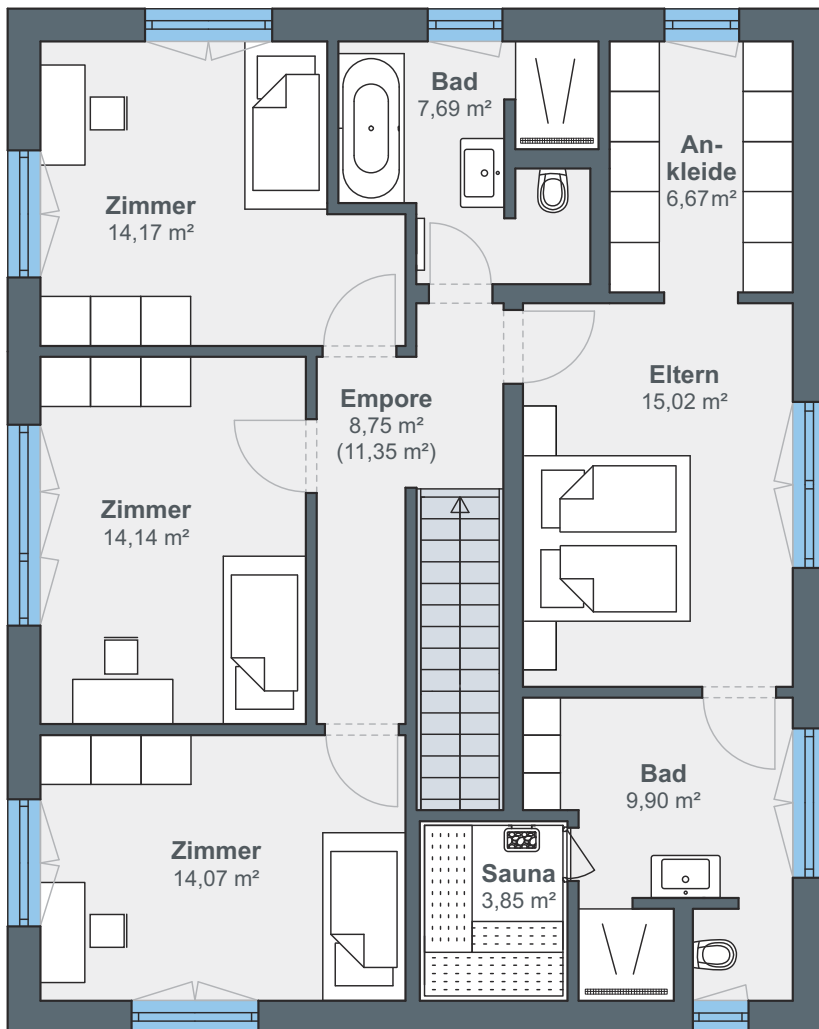 Bad
7,69 m²
An-
kleide
6,67 m²
Zimmer
14,17 m²
Empore
8,75 m²
(11,35 m²)
Eltern
15,02 m²
Zimmer
14,14 m²
Bad
9,90 m²
Zimmer
14,07 m²
Sauna
3,85 m²